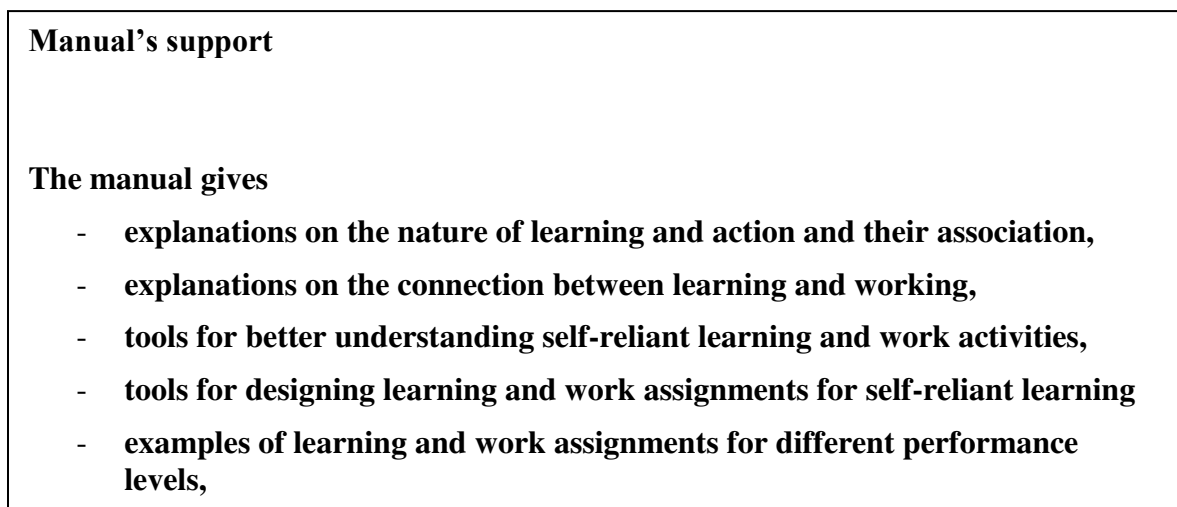 Manual’s support
The manual gives
- explanations on the nature of learning and action and their association,
- explanations on the connection between learning and working,
- tools for better understanding self-reliant learning and work activities,
- tools for designing learning and work assignments for self-reliant learning
- examples of learning and work assignments for different performance
levels,